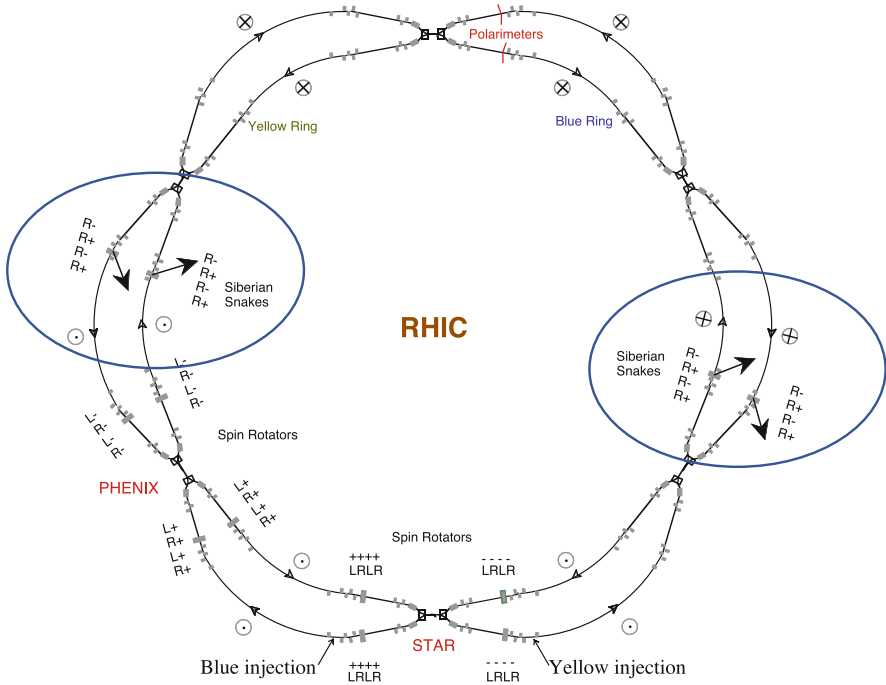 Polarimeters
Yellow Ring
Blue Ring
R-
R+
R-
R+
R-
R+
R-
R+
Siberian
Snakes
RHIC
Siberian
Snakes
R-
R+
R-
R+
R-
R+
R-
R+
L-
R-
L-
R-
L-
R-
L-
R-
Spin Rotators
PHENIX
L+
R+
L+
R+
L+
R+
L+
R+
Spin Rotators
++++
LRLR
- - - -
LRLR
STAR
Blue injection
Yellow injection
++++
LRLR
- - - -
LRLR